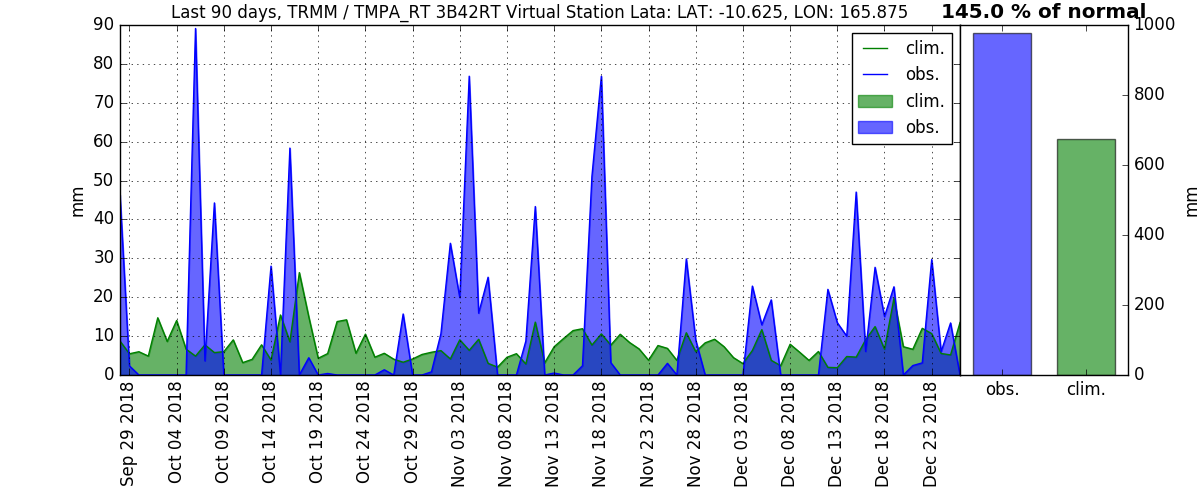 Last 90 days, TRMM / TMPA_RT 3B42RT Virtual Station Lata: LAT: -10.625, LON: 165.875
145.0 % of normal
90
80
70
60
50
40
30
20
10
0
mm
clim.
obs.
clim.
obs.
1000
800
600
400
200
0
mm
obs.
clim.
Sep 29 2018
Oct 04 2018
Oct 09 2018
Oct 14 2018
Oct 19 2018
Oct 24 2018
Oct 29 2018
Nov 03 2018
Nov 08 2018
Nov 13 2018
Nov 18 2018
Nov 23 2018
Nov 28 2018
Dec 03 2018
Dec 08 2018
Dec 13 2018
Dec 18 2018
Dec 23 2018